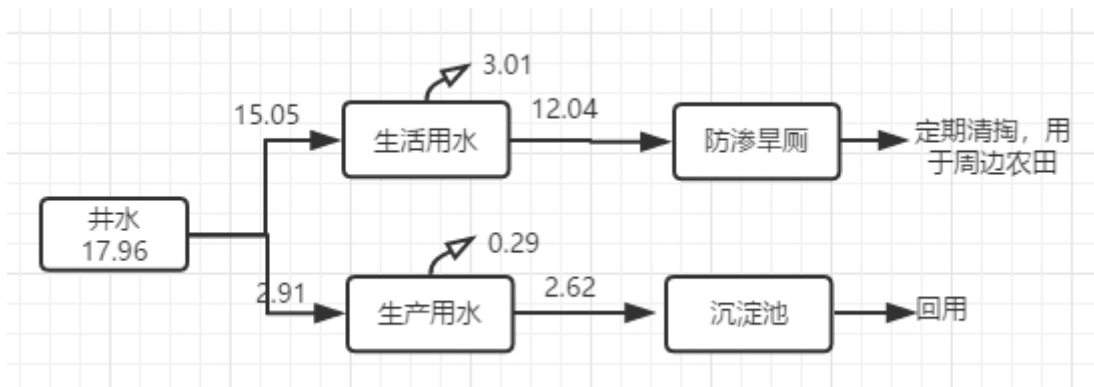 3.01
15.05
12.04
生活用水
防渗旱厕
定期清掏，用
于周边农田
井水
17.96
0.29
2.91
2.62
生产用水
沉淀池
回用